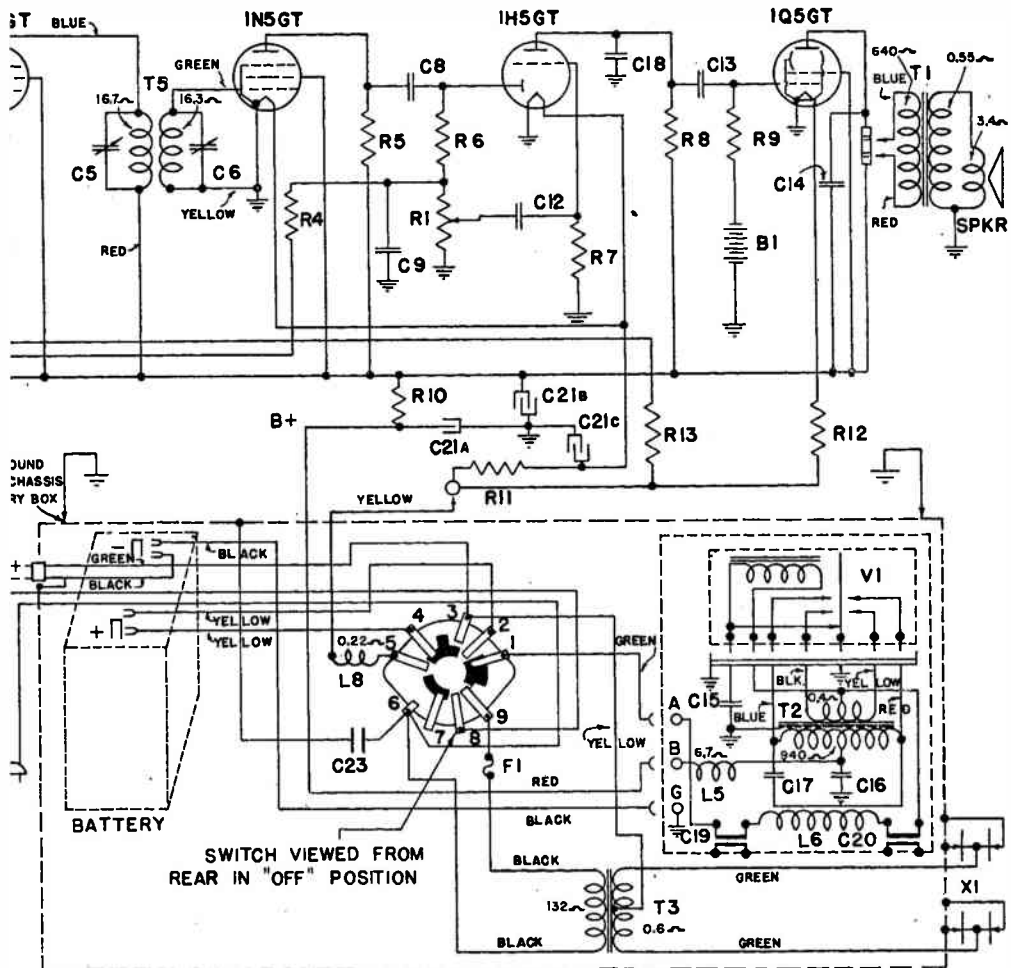 GT
1N5GT
1H5GT
1Q5GT
BLUE
T5
GREEN
16.7
16.3
C5
C6
YELLOW
RED
C8
R5
R6
R4
R1
C9
C12
R7
C18
C13
R8
R9
B1
C14
640
T1
BLUE
0.55
3.4
RED
SPKR
R10
C21B
B+
C21A
C21C
R13
R12
R11
OUND
CHASSIS
RY BOX
YELLOW
+
-
GREEN
BLACK
BLACK
+
YELLOW
YELLOW
BATTERY
0.22
L8
1
2
3
4
5
6
7
8
9
C23
F1
GREEN
YELLOW
RED
BLACK
SWITCH VIEWED FROM
REAR IN "OFF" POSITION
V1
BLK.
YELLOW
C15
0.4
RED
BLUE
T2
A
B
G
6.7
940
L5
C17
C16
C19
L6
C20
BLACK
GREEN
132
T3
0.6
BLACK
GREEN
X1